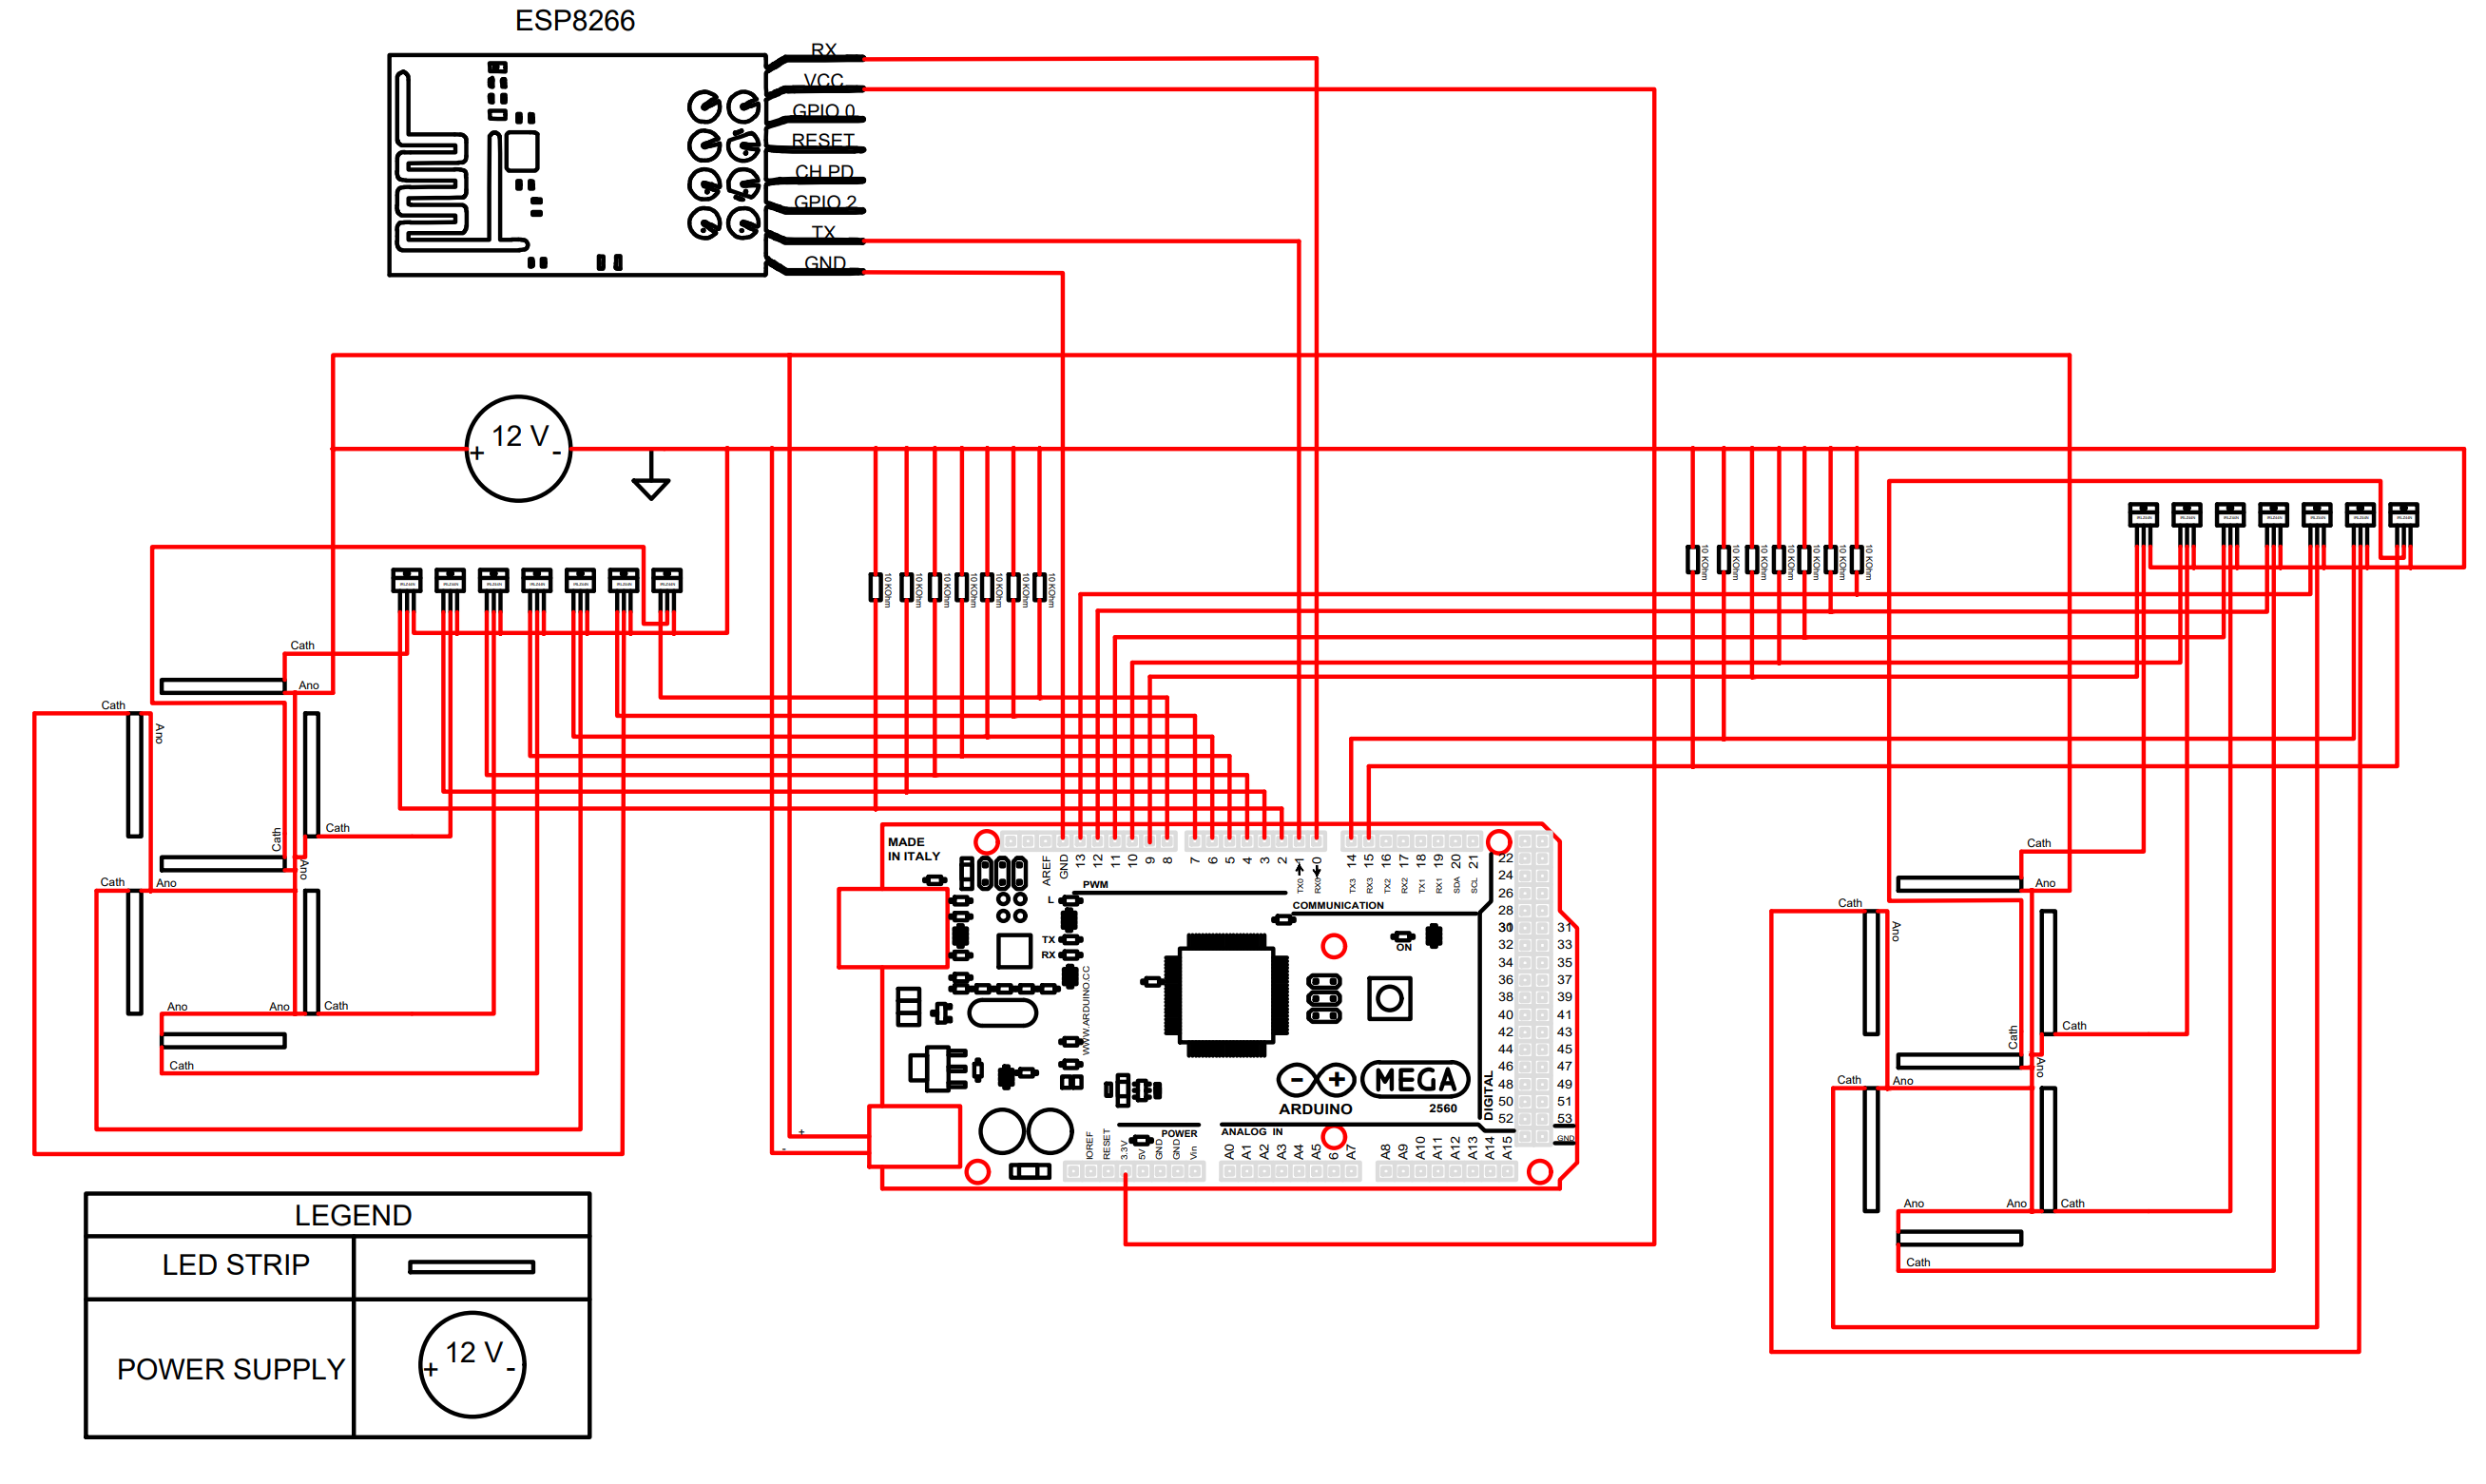 ESP8266
RX
VCC
GPIO 0
RESET
CH PD
GPIO 2
TX
GND
12 V
+ -
10 KOhm
10 KOhm
10 KOhm
10 KOhm
10 KOhm
10 KOhm
10 KOhm
10 KOhm
10 KOhm
10 KOhm
10 KOhm
10 KOhm
10 KOhm
10 KOhm
Cath
Ano
Cath
Ano
Cath
Cath
Ano
Cath
Ano
Ano
Ano
Cath
Cath
MADE
IN ITALY
AREF
GND
13
12
11
10
9
8
7
6
5
4
3
2
1
0
TX0
RX0
14
15
16
17
18
19
20
21
TX3
RX3
TX2
RX2
TX1
RX1
SDA
SCL
PWM
COMMUNICATION
L
TX
RX
ON
WWW.ARDUINO.CC
22
24
26
28
30
31
32
33
34
35
36
37
38
39
40
41
42
43
44
45
46
47
48
49
50
51
52
53
GND
DIGITAL
- +
MEGA
ARDUINO
2560
+
-
POWER
ANALOG IN
IOREF
RESET
3.3V
5V
GND
GND
Vin
A0
A1
A2
A3
A4
A5
6
A7
A8
A9
A10
A11
A12
A13
A14
A15
Cath
Ano
Cath
Ano
Cath
Cath
Ano
Cath
Ano
Ano
Ano
Cath
Cath
LEGEND
LED STRIP
POWER SUPPLY
12 V
+ -